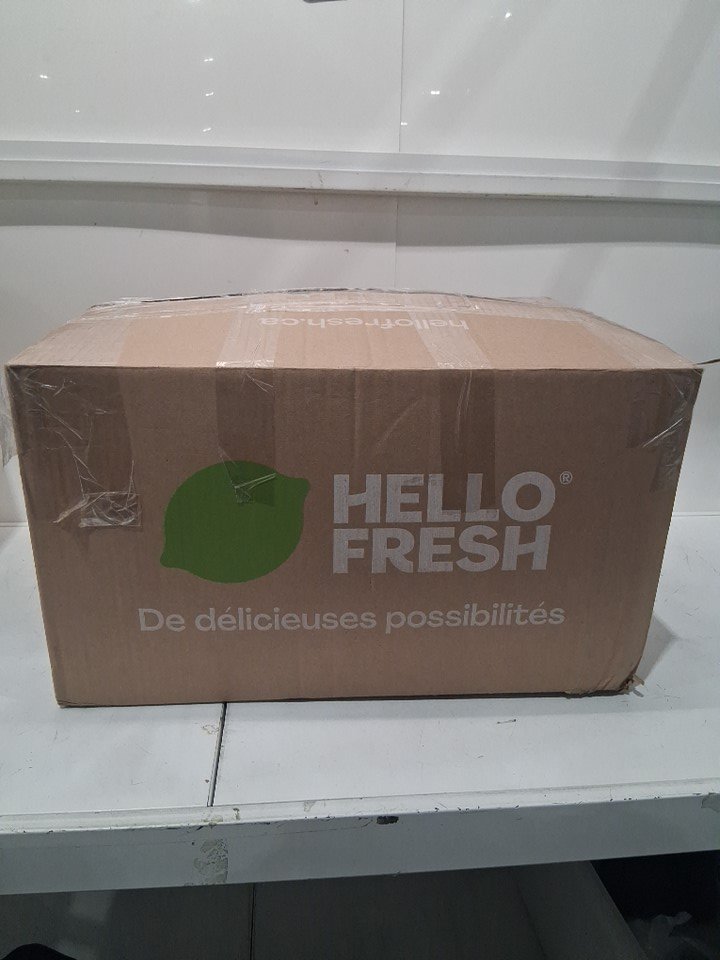 hellofresh.ca
HELLO
FRESH®
De délicieuses possibilités